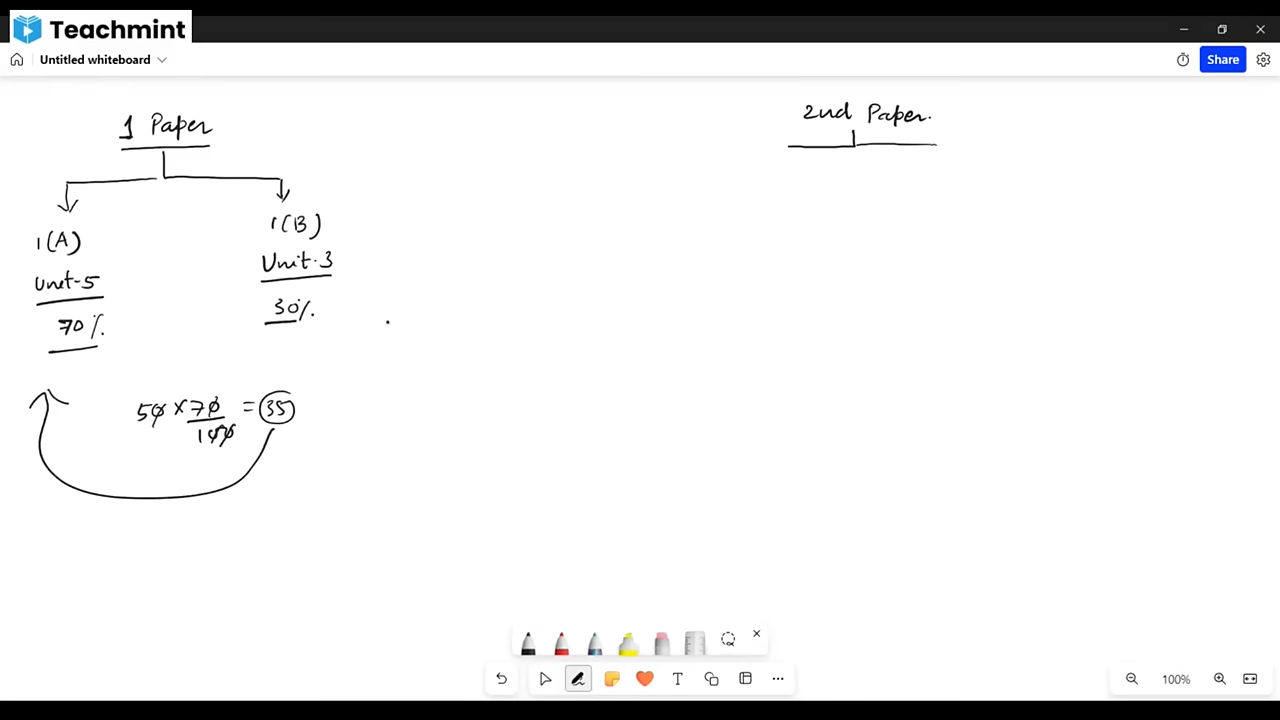 Teachmint
Untitled whiteboard
Share
1 Paper
2nd Paper.
1(A)
1(B)
Unit-5
Unit-3
70%
30%
50 × 70/100 = 35
T
100%